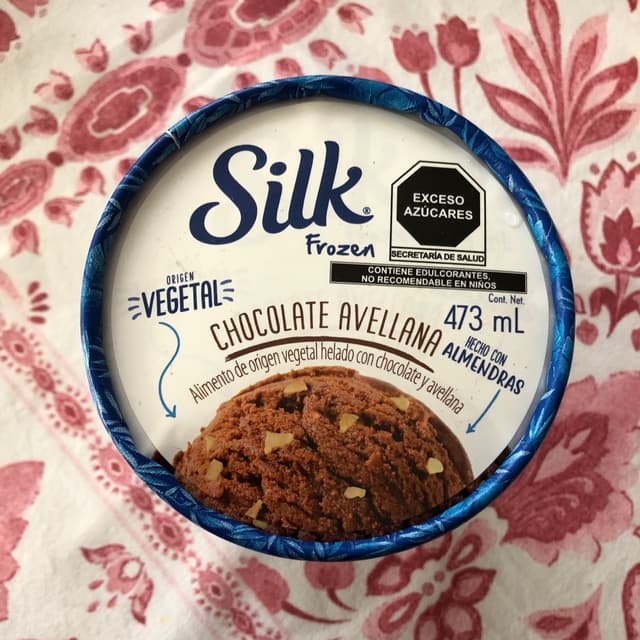 Silk®
Frozen
EXCESO
AZÚCARES
SECRETARÍA DE SALUD
CONTIENE EDULCORANTES,
NO RECOMENDABLE EN NIÑOS
Cont. Net.
473 mL
ORIGEN
VEGETAL
CHOCOLATE AVELLANA
Alimento de origen vegetal helado con chocolate y avellana
HECHO CON
ALMENDRAS